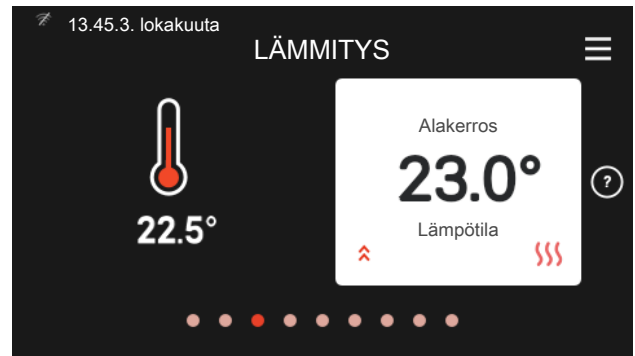 13.45.3. lokakuuta
LÄMMITYS
Alakerros
23.0°
22.5°
Lämpötila
?